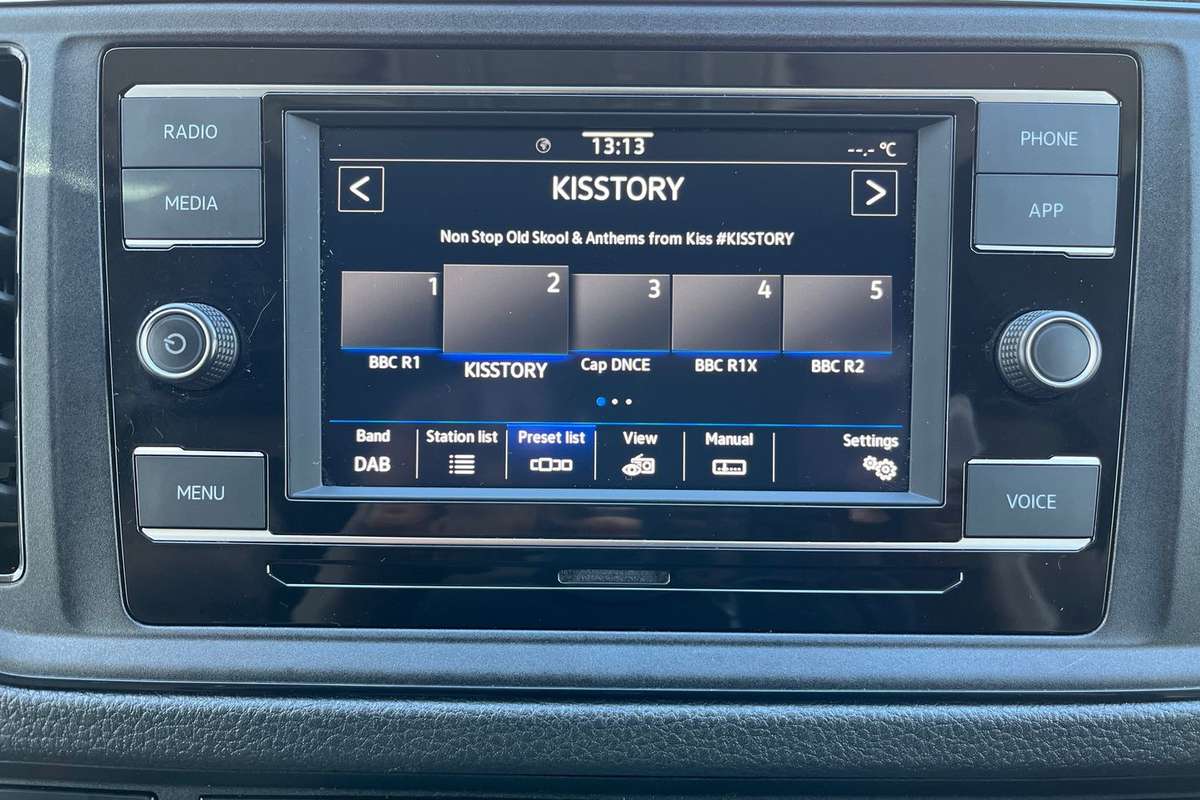 RADIO
MEDIA
MENU
PHONE
APP
VOICE
13:13
--.- °C
< KISSTORY >
Non Stop Old Skool & Anthems from Kiss #KISSTORY
1 2 3 4 5
BBC R1 KISSTORY Cap DNCE BBC R1X BBC R2
Band Station list Preset list View Manual Settings
DAB